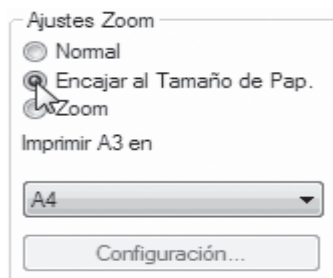 Ajustes Zoom
Normal
Encajar al Tamaño de Pap.
Zoom
Imprimir A3 en
A4
Configuración...